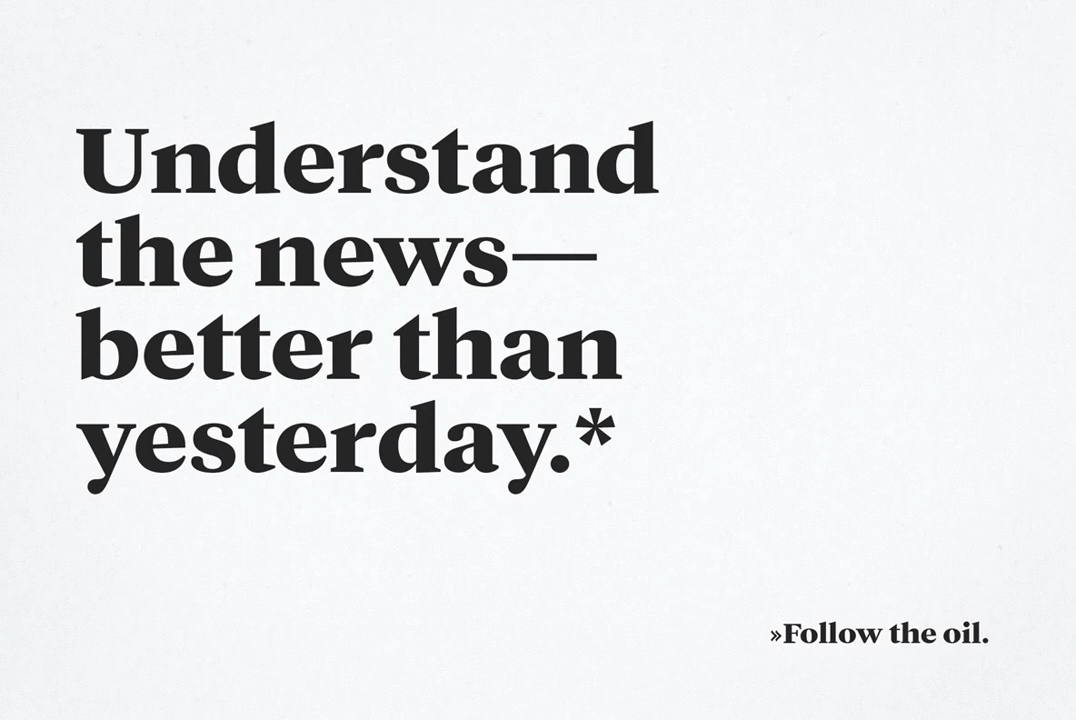 Understand
the news—
better than
yesterday.*
»Follow the oil.